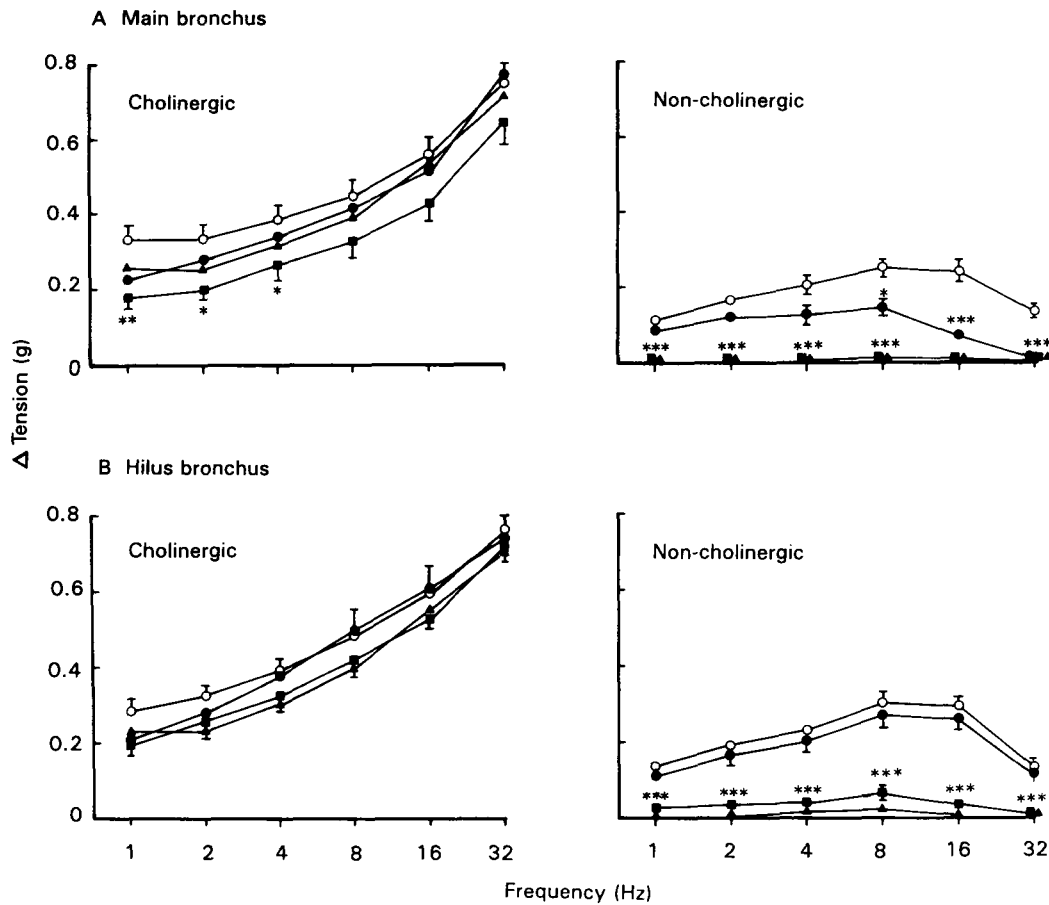 A Main bronchus
0.8
0.6
0.4
0.2
0
Cholinergic
**
*
*
Non-cholinergic
*
***
***
***
***
***
***
Δ Tension (g)
B Hilus bronchus
0.8
0.6
0.4
0.2
0
Cholinergic
1 2 4 8 16 32
Non-cholinergic
***
***
***
***
***
***
1 2 4 8 16 32
Frequency (Hz)